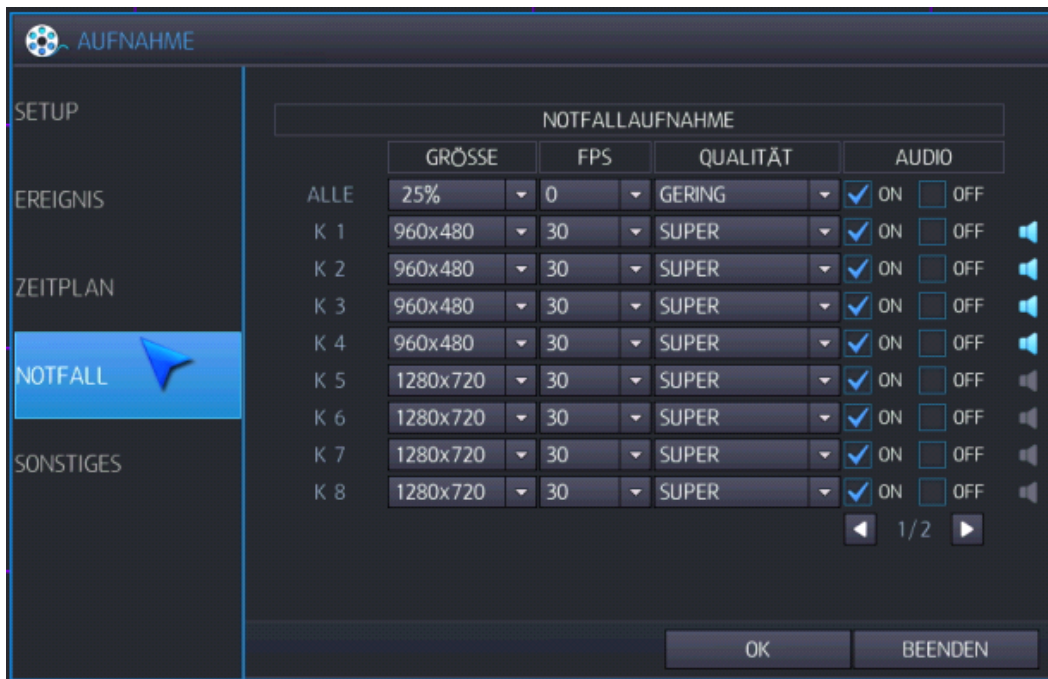 AUFNAHME
SETUP
EREIGNIS
ZEITPLAN
NOTFALL
SONSTIGES
NOTFALLAUFNAHME
GRÖSSE FPS QUALITÄT AUDIO
ALLE 25% 0 GERING ON OFF
K 1 960x480 30 SUPER ON OFF
K 2 960x480 30 SUPER ON OFF
K 3 960x480 30 SUPER ON OFF
K 4 960x480 30 SUPER ON OFF
K 5 1280x720 30 SUPER ON OFF
K 6 1280x720 30 SUPER ON OFF
K 7 1280x720 30 SUPER ON OFF
K 8 1280x720 30 SUPER ON OFF
1/2
OK BEENDEN